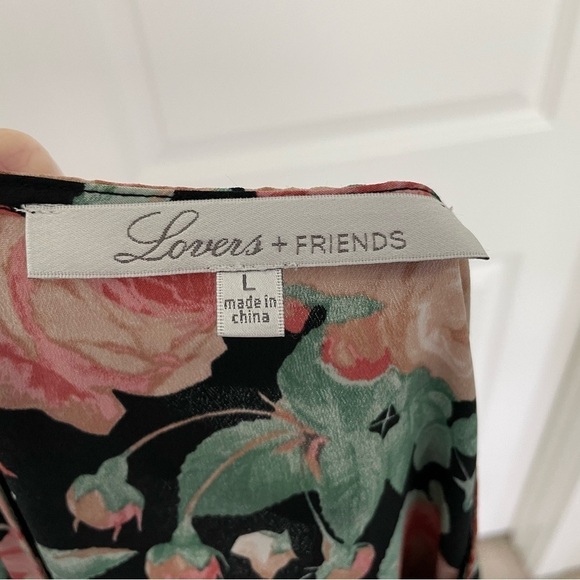 Lovers + FRIENDS
L
made in
china